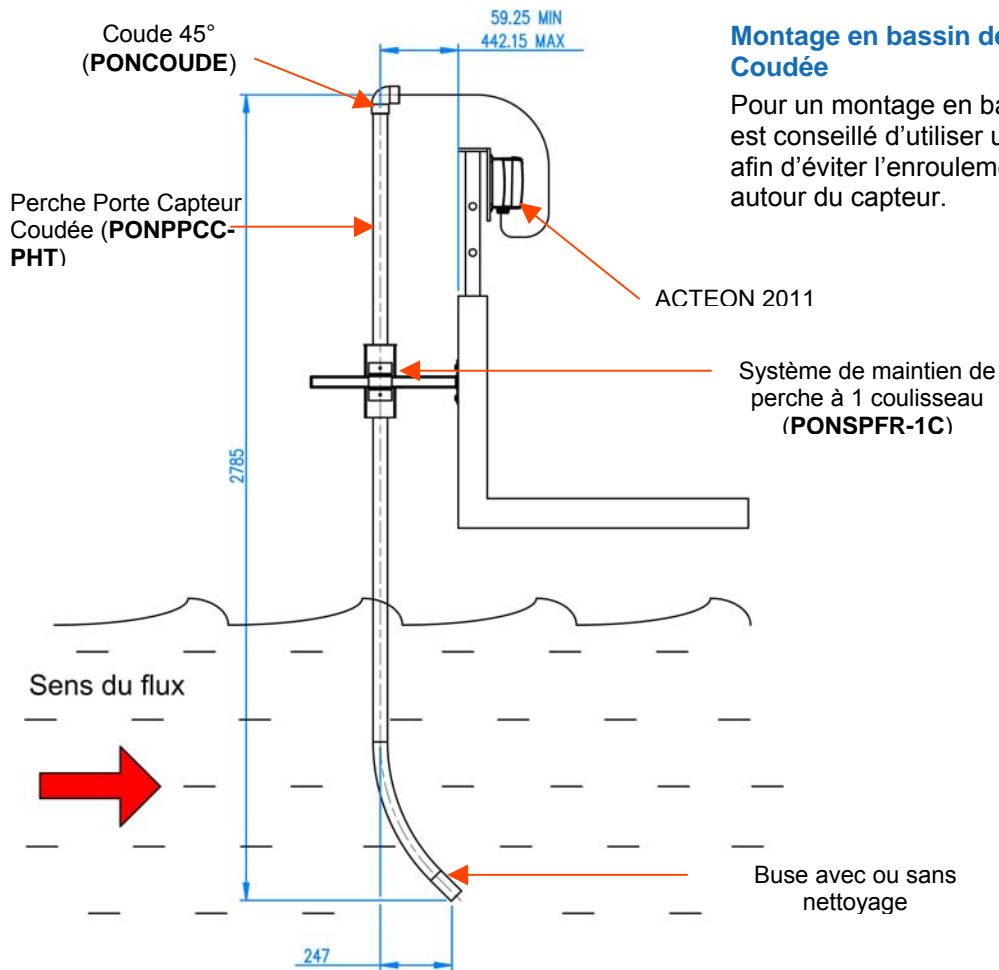 Coude 45°
(PONCOUDE)
59.25 MIN
442.15 MAX
Montage en bassin de
Coudée
Pour un montage en ba
est conseillé d'utiliser u
afin d'éviter l'enrouleme
autour du capteur.
Perche Porte Capteur
Coudée (PONPPCC-
PHT)
ACTEON 2011
Système de maintien de
perche à 1 coulisseau
(PONSPFR-1C)
2785
Sens du flux
Buse avec ou sans
nettoyage
247